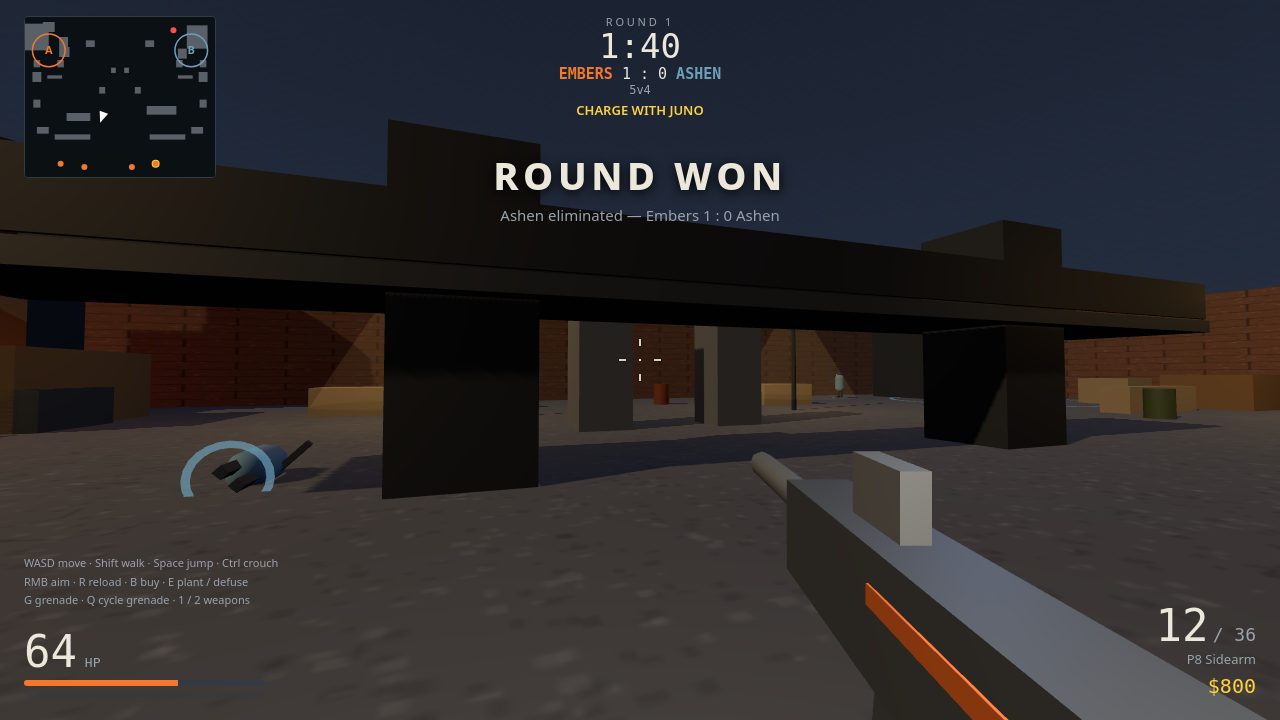 A
B
ROUND 1
1:40
EMBERS 1 : 0 ASHEN
5v4
CHARGE WITH JUNO
ROUND WON
Ashen eliminated — Embers 1 : 0 Ashen
WASD move · Shift walk · Space jump · Ctrl crouch
RMB aim · R reload · B buy · E plant / defuse
G grenade · Q cycle grenade · 1 / 2 weapons
64 HP
12 / 36
P8 Sidearm
$800